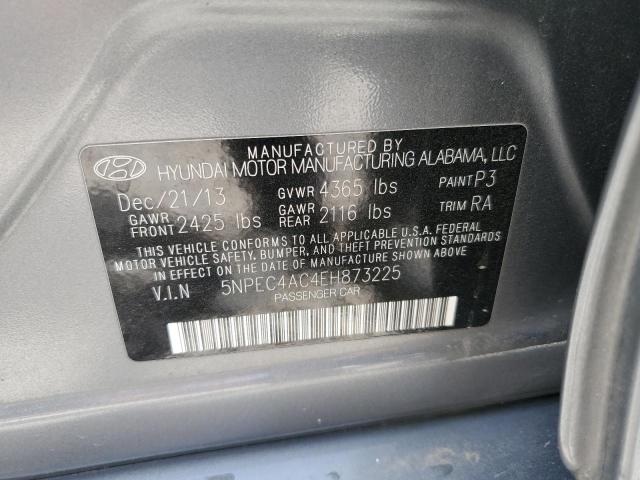 MANUFACTURED BY
HYUNDAI MOTOR MANUFACTURING ALABAMA, LLC
Dec/21/13 GVWR 4365 lbs PAINT P3
GAWR FRONT 2425 lbs GAWR REAR 2116 lbs TRIM RA
THIS VEHICLE CONFORMS TO ALL APPLICABLE U.S.A. FEDERAL
MOTOR VEHICLE SAFETY, BUMPER, AND THEFT PREVENTION STANDARDS
IN EFFECT ON THE DATE OF MANUFACTURE SHOWN ABOVE.
V.I.N 5NPEC4AC4EH873225
PASSENGER CAR